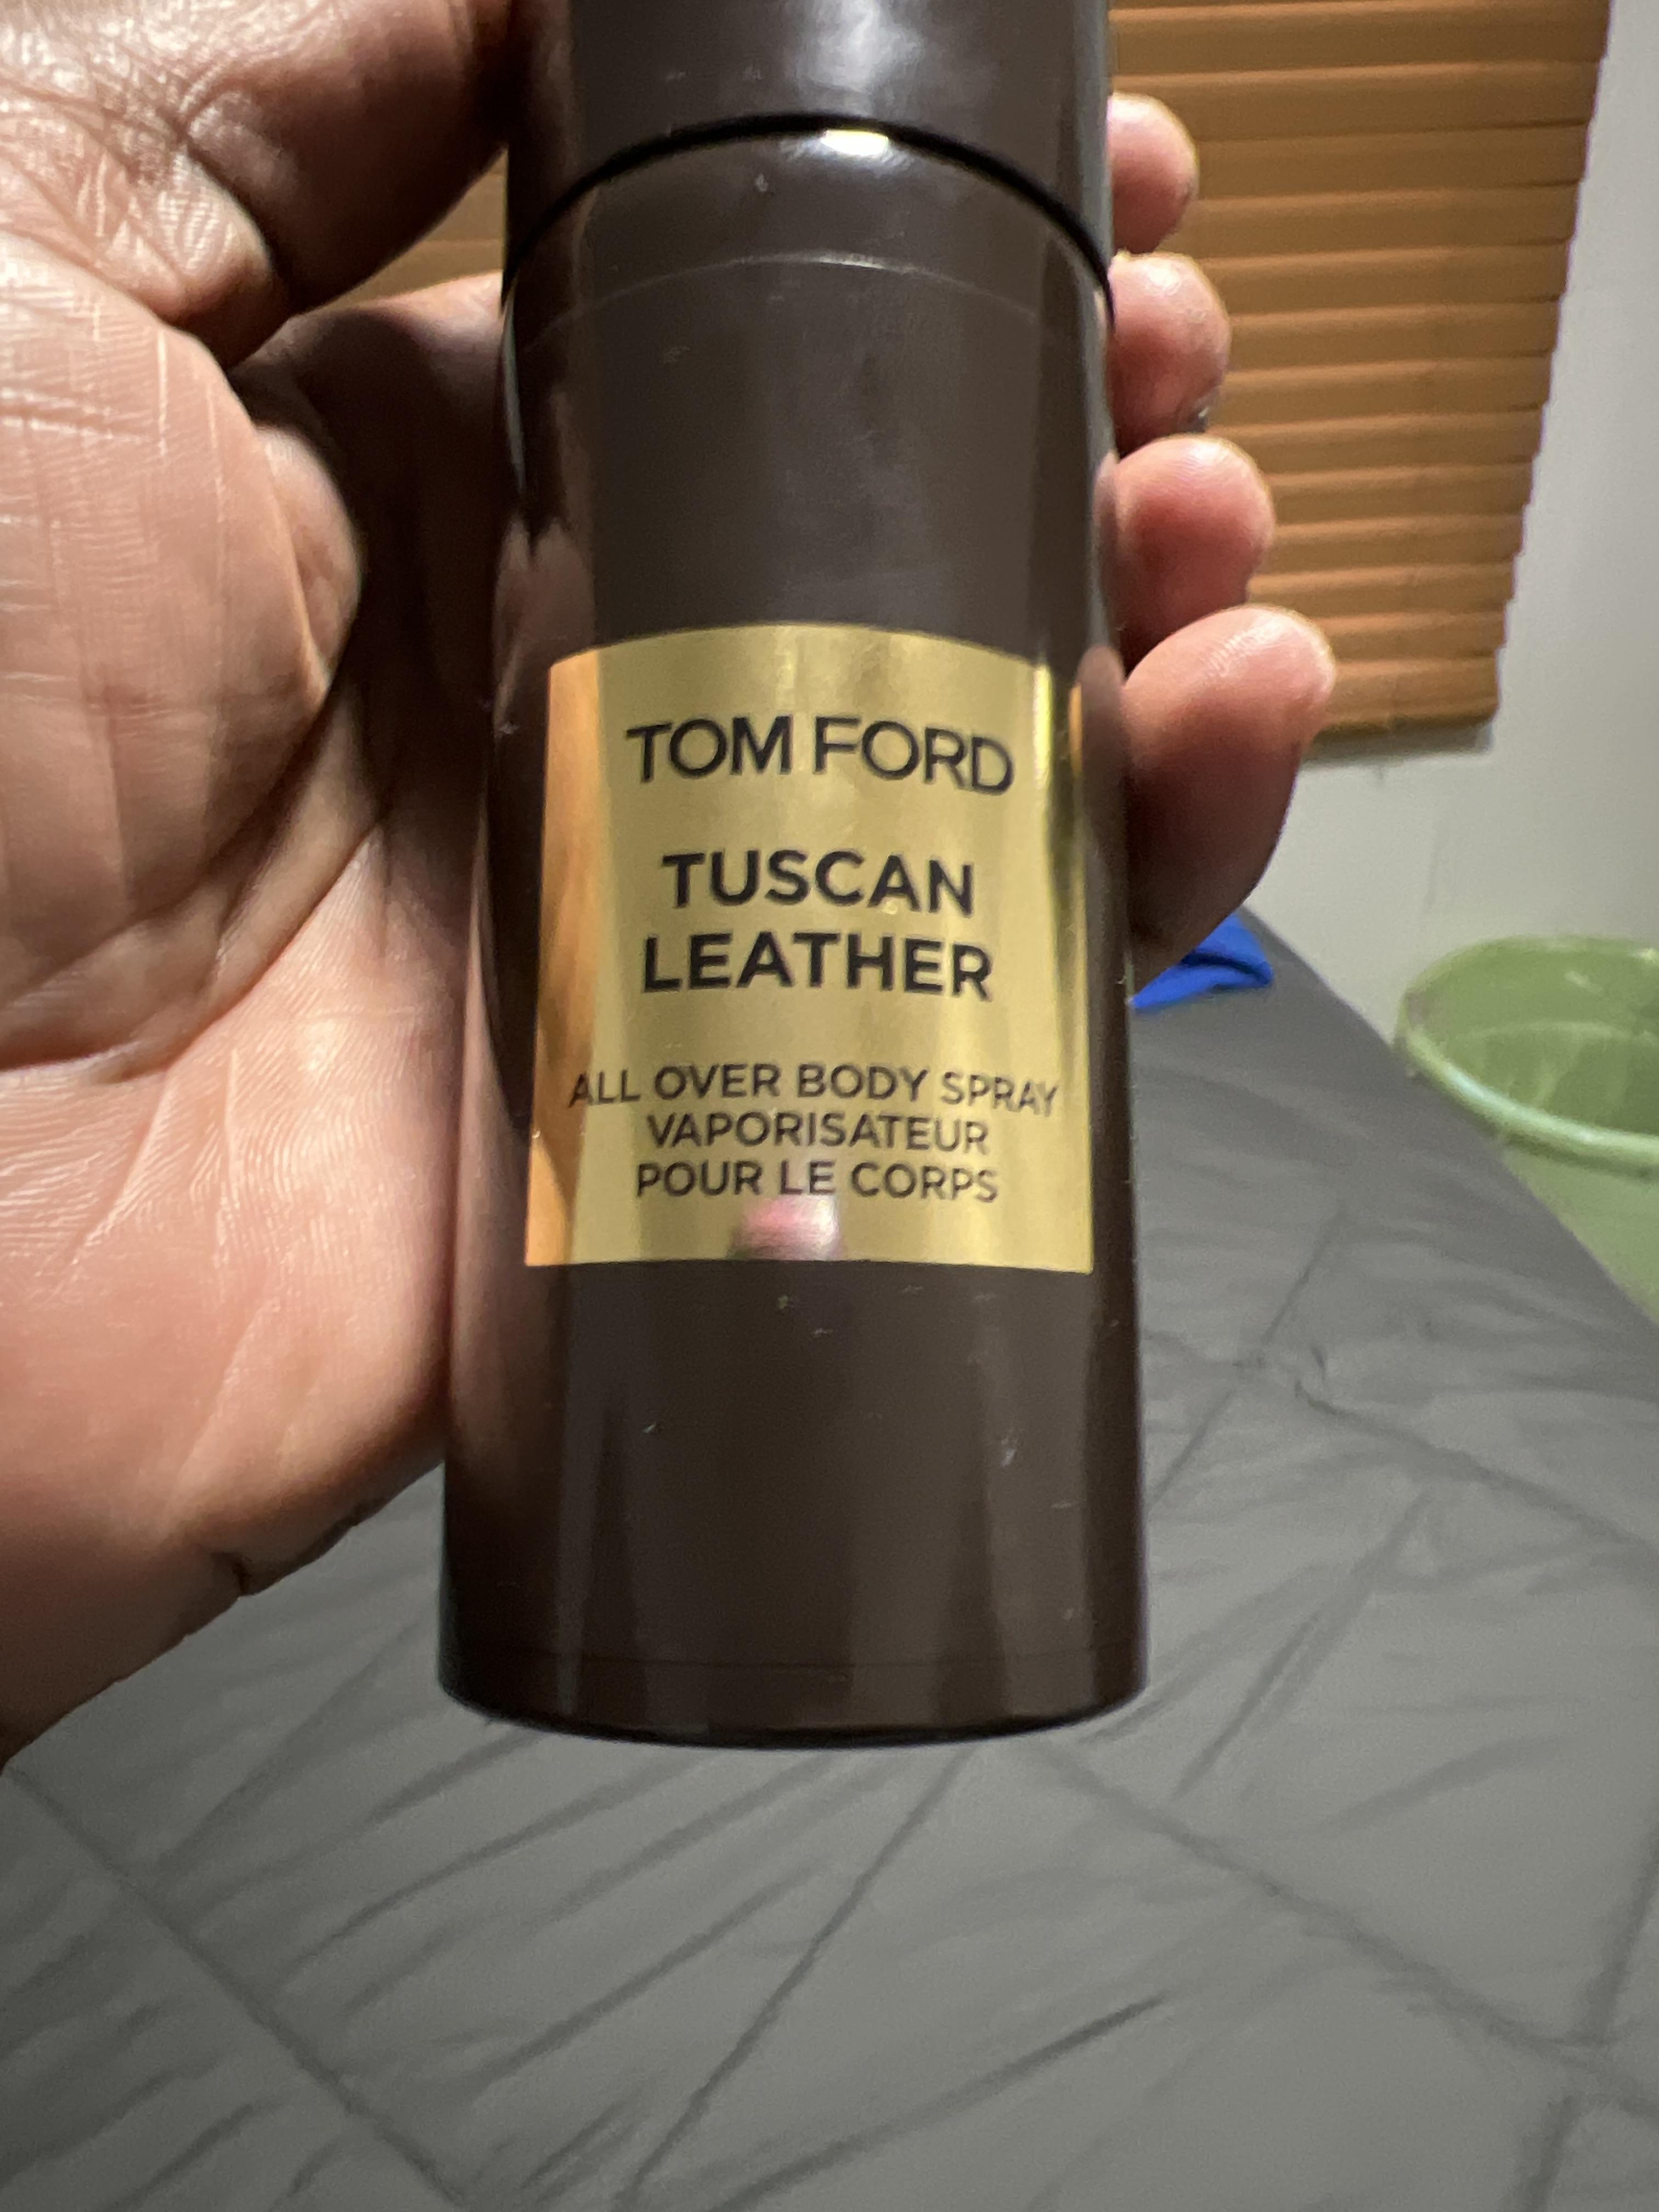 TOM FORD
TUSCAN
LEATHER
ALL OVER BODY SPRAY
VAPORISATEUR
POUR LE CORPS